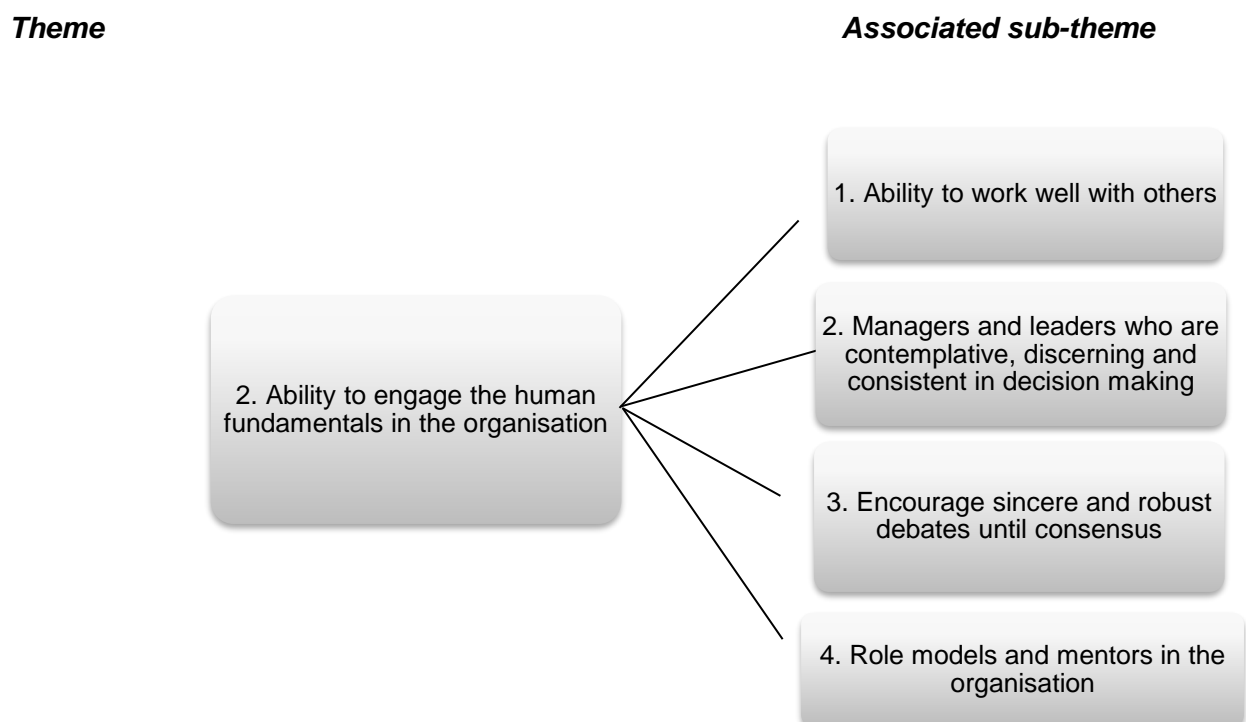 Theme
Associated sub-theme
1. Ability to work well with others
2. Managers and leaders who are
contemplative, discerning and
consistent in decision making
2. Ability to engage the human
fundamentals in the organisation
3. Encourage sincere and robust
debates until consensus
4. Role models and mentors in the
organisation